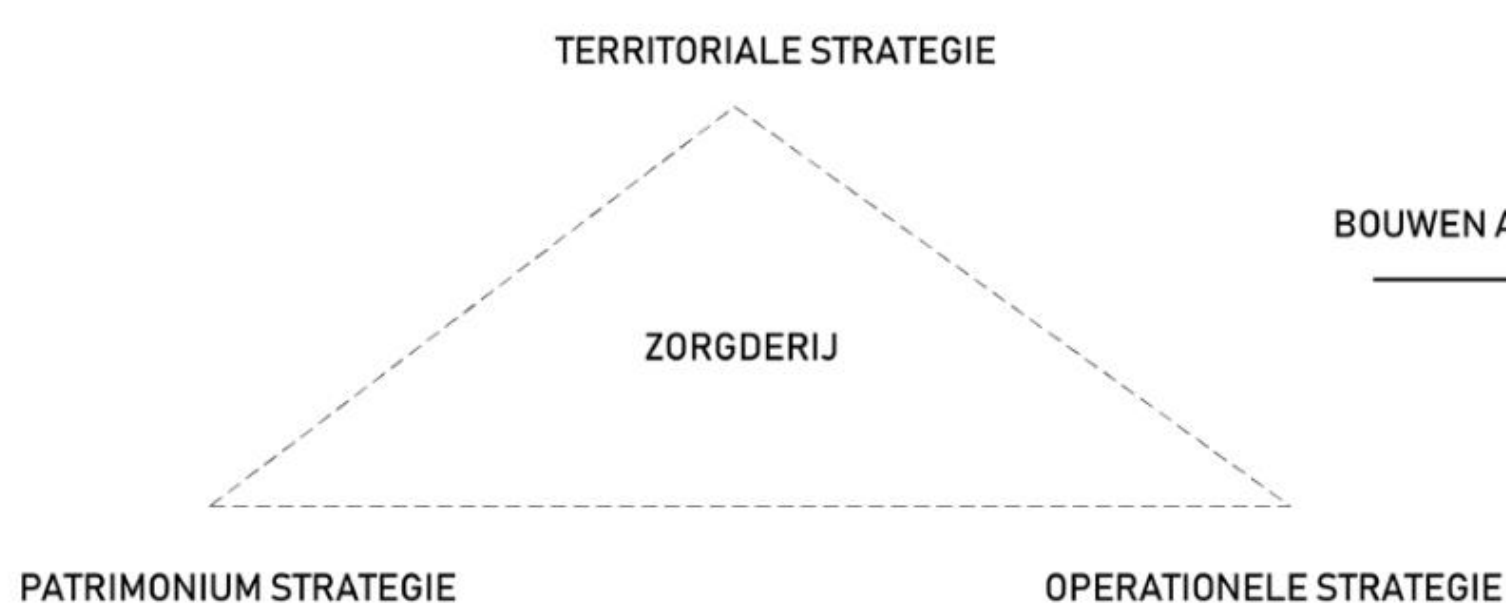 TERRITORIALE STRATEGIE
BOUWEN
ZORGDERIJ
PATRIMONIUM STRATEGIE
OPERATIONELE STRATEGIE